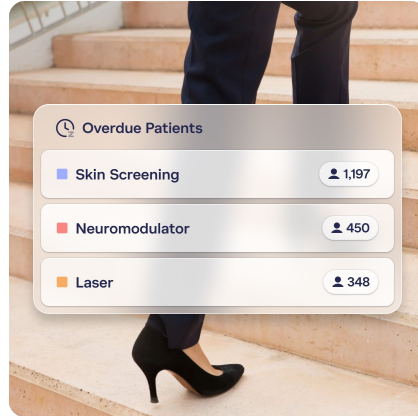 Overdue Patients
Skin Screening 1,197
Neuromodulator 450
Laser 348